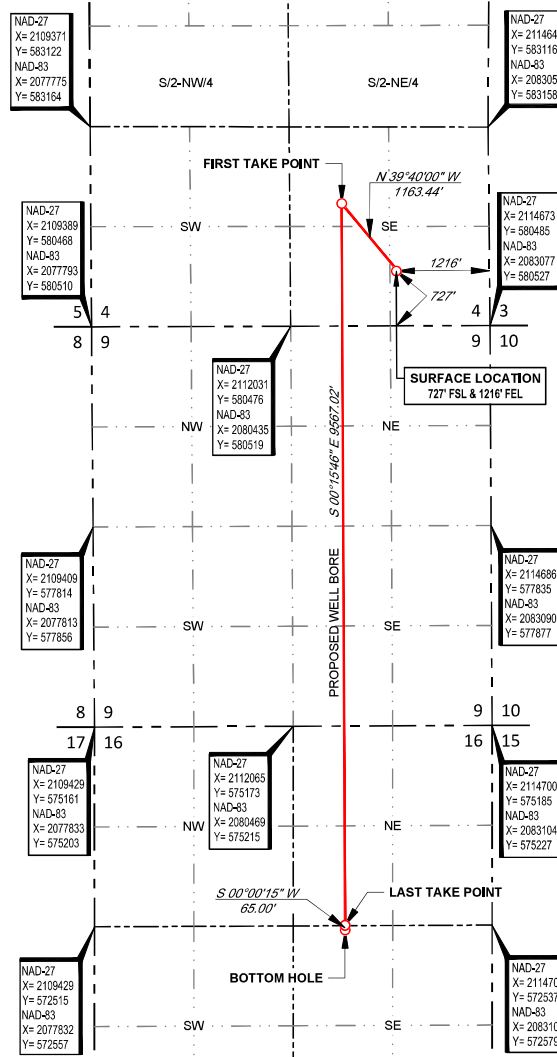 NAD-27
X= 2109371
Y= 583122
NAD-83
X= 2077775
Y= 583164
NAD-27
X= 211464
Y= 583116
NAD-83
X= 208305
Y= 583158
S/2-NW/4
S/2-NE/4
FIRST TAKE POINT
N 39°40'00" W
1163.44'
NAD-27
X= 2109389
Y= 580468
NAD-83
X= 2077793
Y= 580510
SW
SE
NAD-27
X= 2114673
Y= 580485
NAD-83
X= 2083077
Y= 580527
1216'
727'
5 4
8 9
4 3
9 10
NAD-27
X= 2112031
Y= 580476
NAD-83
X= 2080435
Y= 580519
SURFACE LOCATION
727' FSL & 1216' FEL
NW
NE
S 00°15'46" E 9567.02'
PROPOSED WELL BORE
NAD-27
X= 2109409
Y= 577814
NAD-83
X= 2077813
Y= 577856
NAD-27
X= 2114686
Y= 577835
NAD-83
X= 2083090
Y= 577877
SW
SE
8 9
17 16
9 10
16 15
NAD-27
X= 2109429
Y= 575161
NAD-83
X= 2077833
Y= 575203
NAD-27
X= 2112065
Y= 575173
NAD-83
X= 2080469
Y= 575215
NAD-27
X= 2114700
Y= 575185
NAD-83
X= 2083104
Y= 575227
NW
NE
S 00°00'15" W
65.00'
LAST TAKE POINT
BOTTOM HOLE
NAD-27
X= 2109429
Y= 572515
NAD-83
X= 2077832
Y= 572557
NAD-27
X= 211470
Y= 572537
NAD-83
X= 208310
Y= 572579
SW
SE